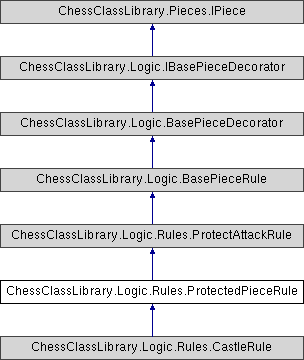 ChessClassLibrary.Pieces.IPiece
ChessClassLibrary.Logic.IBasePieceDecorator
ChessClassLibrary.Logic.BasePieceDecorator
ChessClassLibrary.Logic.BasePieceRule
ChessClassLibrary.Logic.Rules.ProtectAttackRule
ChessClassLibrary.Logic.Rules.ProtectedPieceRule
ChessClassLibrary.Logic.Rules.CastleRule